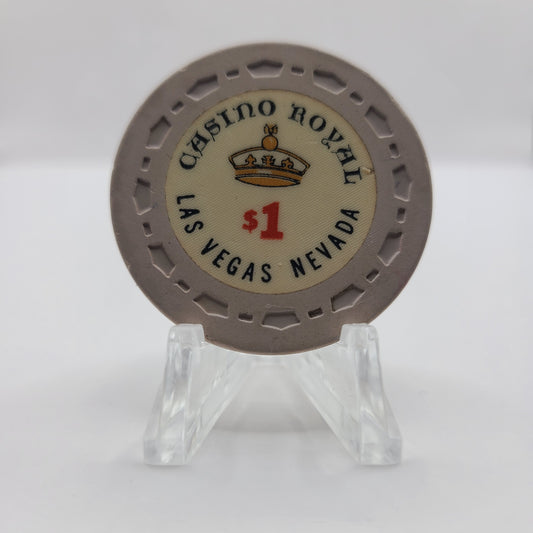 CASINO ROYAL
$1
LAS VEGAS NEVADA